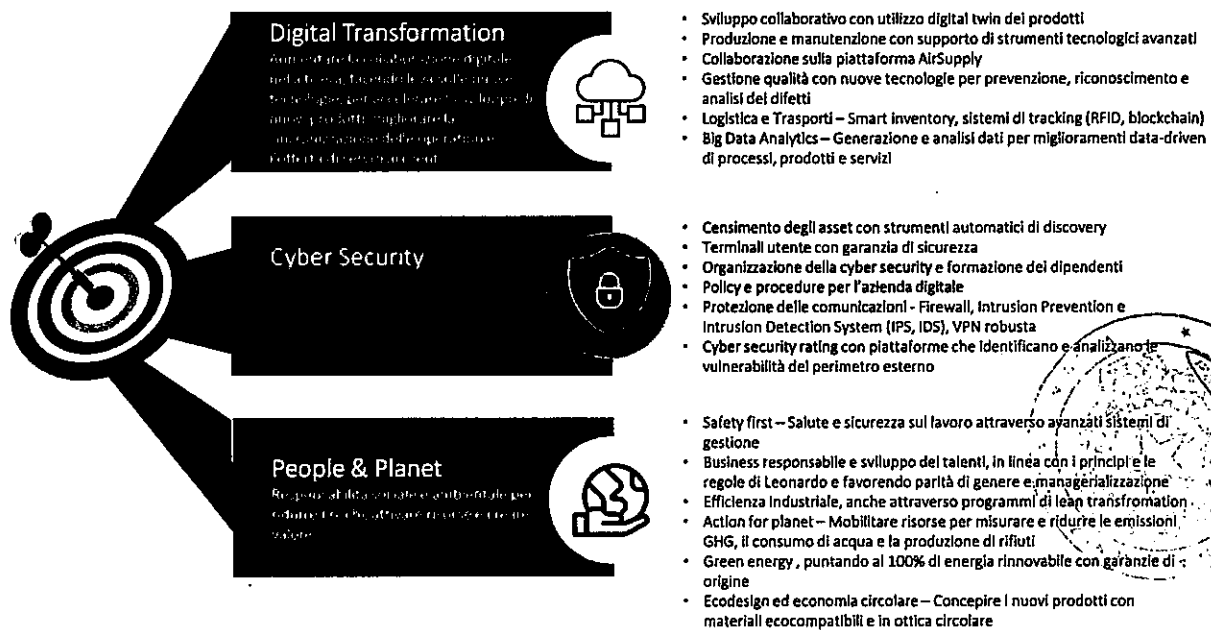 Digital Transformation
• Sviluppo collaborativo con utilizzo digital twin dei prodotti
• Produzione e manutenzione con supporto di strumenti tecnologici avanzati
• Collaborazione sulla piattaforma AirSupply
• Gestione qualità con nuove tecnologie per prevenzione, riconoscimento e
analisi dei difetti
• Logistica e Trasporti – Smart inventory, sistemi di tracking (RFID, blockchain)
• Big Data Analytics – Generazione e analisi dati per miglioramenti data-driven
di processi, prodotti e servizi
Cyber Security
• Censimento degli asset con strumenti automatici di discovery
• Terminali utente con garanzia di sicurezza
• Organizzazione della cyber security e formazione dei dipendenti
• Policy e procedure per l'azienda digitale
• Protezione delle comunicazioni - Firewall, Intrusion Prevention e
Intrusion Detection System (IPS, IDS), VPN robusta
• Cyber security rating con piattaforme che identificano e analizzano le
vulnerabilità del perimetro esterno
People & Planet
Responsabilità sociale e ambientale per
valore
• Safety first – Salute e sicurezza sul lavoro attraverso avanzati sistemi di
gestione
• Business responsabile e sviluppo dei talenti, in linea con i principi e le
regole di Leonardo e favorendo parità di genere e managerializzazione
• Efficienza Industriale, anche attraverso programmi di lean transfromation
• Action for planet – Mobilitare risorse per misurare e ridurre le emissioni
GHG, il consumo di acqua e la produzione di rifiuti
• Green energy , puntando al 100% di energia rinnovabile con garanzie di
origine
• Ecodesign ed economia circolare – Concepire i nuovi prodotti con
materiali ecocompatibili e in ottica circolare